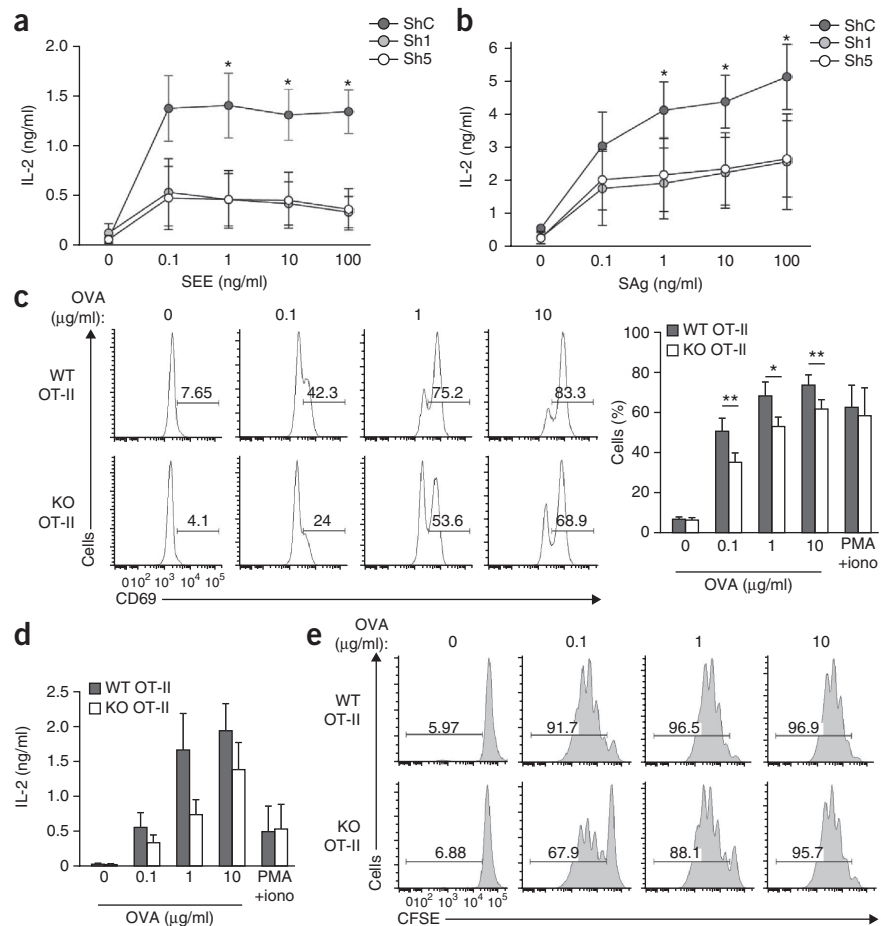 a
ShC
Sh1
Sh5
2.0
1.5
1.0
0.5
0
IL-2 (ng/ml)
*
*
*
0 0.1 1 10 100
SEE (ng/ml)
b
ShC
Sh1
Sh5
6
5
4
3
2
1
0
IL-2 (ng/ml)
*
*
*
0 0.1 1 10 100
SAg (ng/ml)
c
OVA
(μg/ml):
0 0.1 1 10
WT
OT-II
7.65 42.3 75.2 83.3
KO
OT-II
4.1 24 53.6 68.9
Cells
0 10² 10³ 10⁴ 10⁵
CD69
WT OT-II
KO OT-II
100
80
60
40
20
0
Cells (%)
** * **
0 0.1 1 10 PMA
+iono
OVA (μg/ml)
d
WT OT-II
KO OT-II
2.5
2.0
1.5
1.0
0.5
0
IL-2 (ng/ml)
0 0.1 1 10 PMA
+iono
OVA (μg/ml)
e
OVA
(μg/ml):
0 0.1 1 10
WT
OT-II
5.97 91.7 96.5 96.9
KO
OT-II
6.88 67.9 88.1 95.7
Cells
0 10² 10³ 10⁴ 10⁵
CFSE